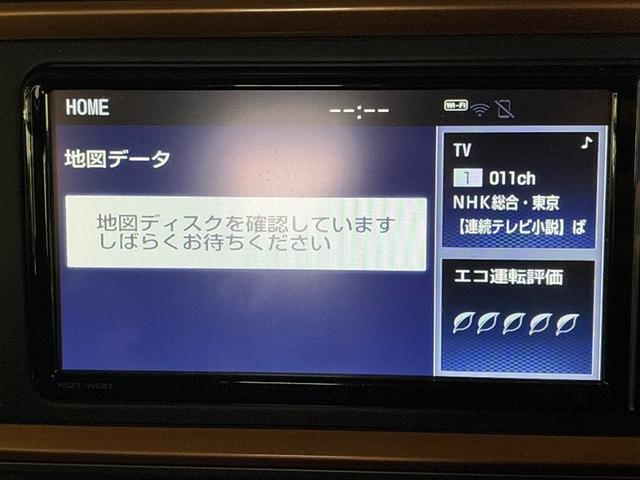 HOME
--:--
Wi-Fi
地図データ
地図ディスクを確認しています
しばらくお待ちください
TV
1 011ch
NHK総合・東京
【連続テレビ小説】ば
エコ運転評価
NSZT-W66T